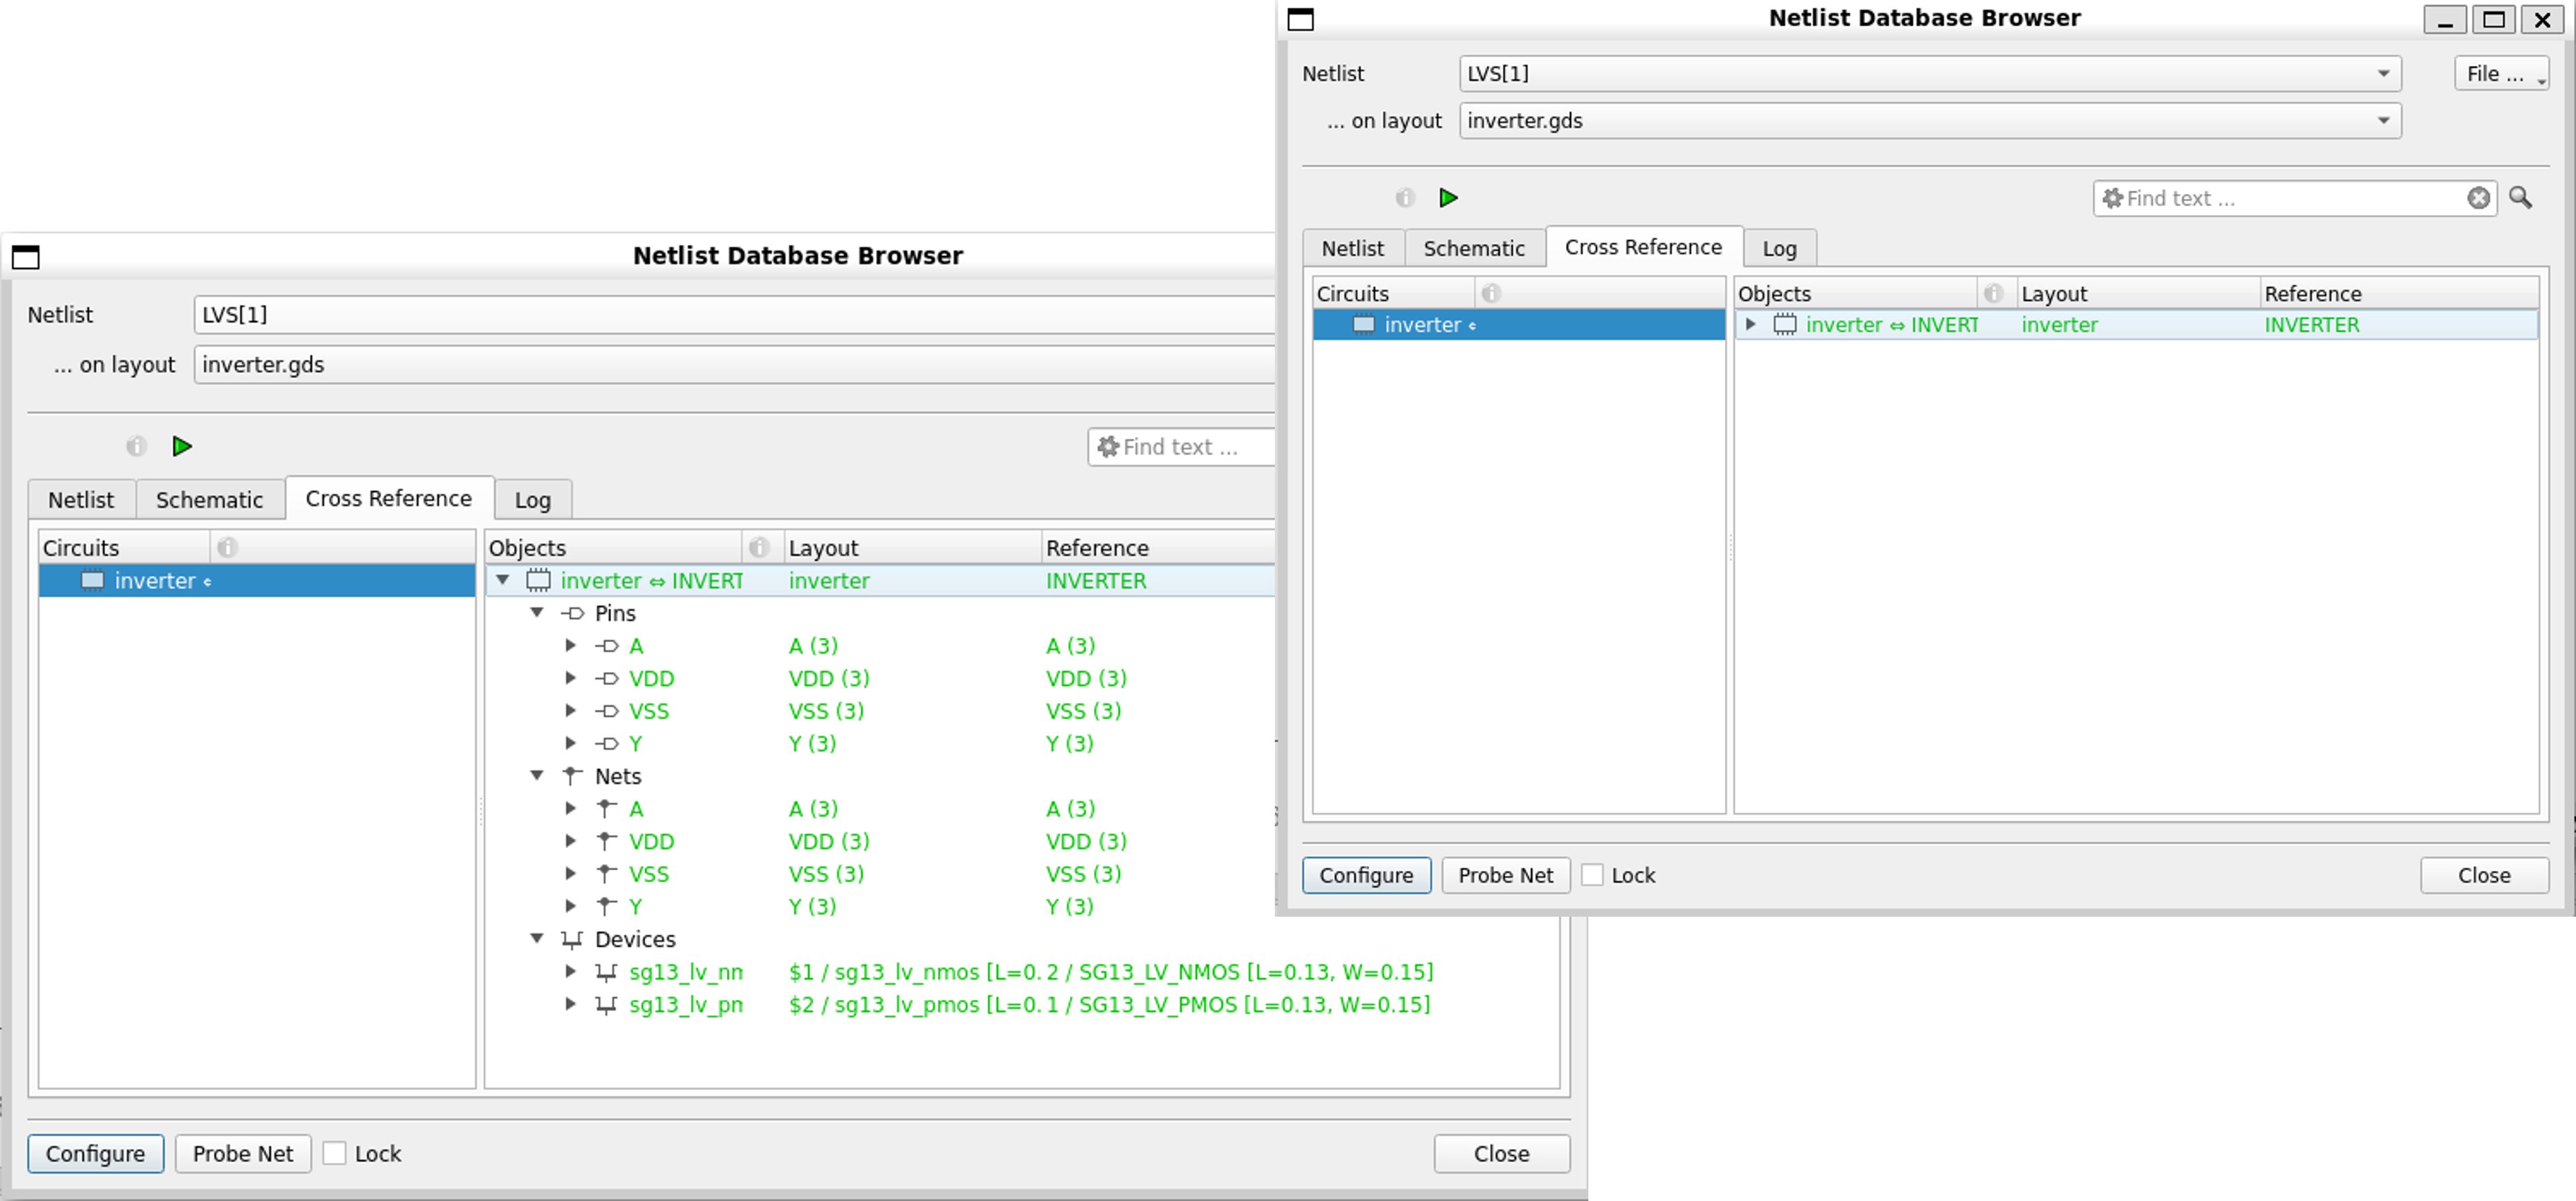 Netlist Database Browser
Netlist LVS[1]
... on layout inverter.gds
Find text ...
Netlist Schematic Cross Reference Log
Circuits Objects Layout Reference
inverter inverter ⇔ INVERT inverter INVERTER
Pins
A A (3) A (3)
VDD VDD (3) VDD (3)
VSS VSS (3) VSS (3)
Y Y (3) Y (3)
Nets
A A (3) A (3)
VDD VDD (3) VDD (3)
VSS VSS (3) VSS (3)
Y Y (3) Y (3)
Devices
sg13_lv_nm $1 / sg13_lv_nmos [L=0. 2 / SG13_LV_NMOS [L=0.13, W=0.15]
sg13_lv_pm $2 / sg13_lv_pmos [L=0. 1 / SG13_LV_PMOS [L=0.13, W=0.15]
Configure Probe Net Lock Close
Netlist Database Browser
Netlist LVS[1] File ...
... on layout inverter.gds
Find text ...
Netlist Schematic Cross Reference Log
Circuits Objects Layout Reference
inverter inverter ⇔ INVERT inverter INVERTER
Configure Probe Net Lock Close